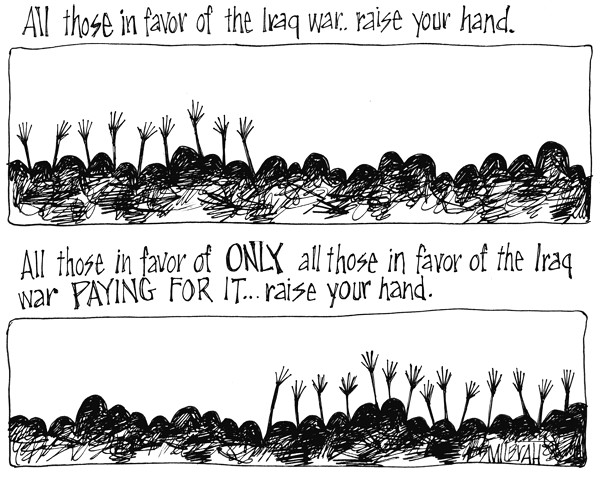 All those in favor of the Iraq war.. raise your hand.
All those in favor of ONLY all those in favor of the Iraq
war PAYING FOR IT... raise your hand.